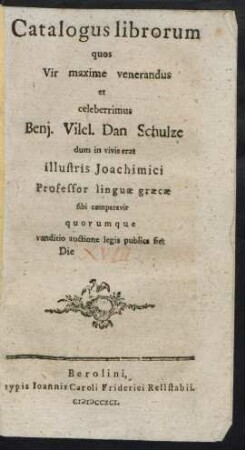 Catalogus librorum
quos
Vir maxime venerandus
et
celeberrimus
Benj. Vilel. Dan Schulze
dum in vivis erat
illuſtris Joachimici
Profeſſor linguæ græcæ
ſibi comparavit
quorumque
vanditio auctione legis publica fiet
Die
Berolini,
typis Ioannis Caroli Friderici Rellſtabii.
CIƆIƆCCXCI.